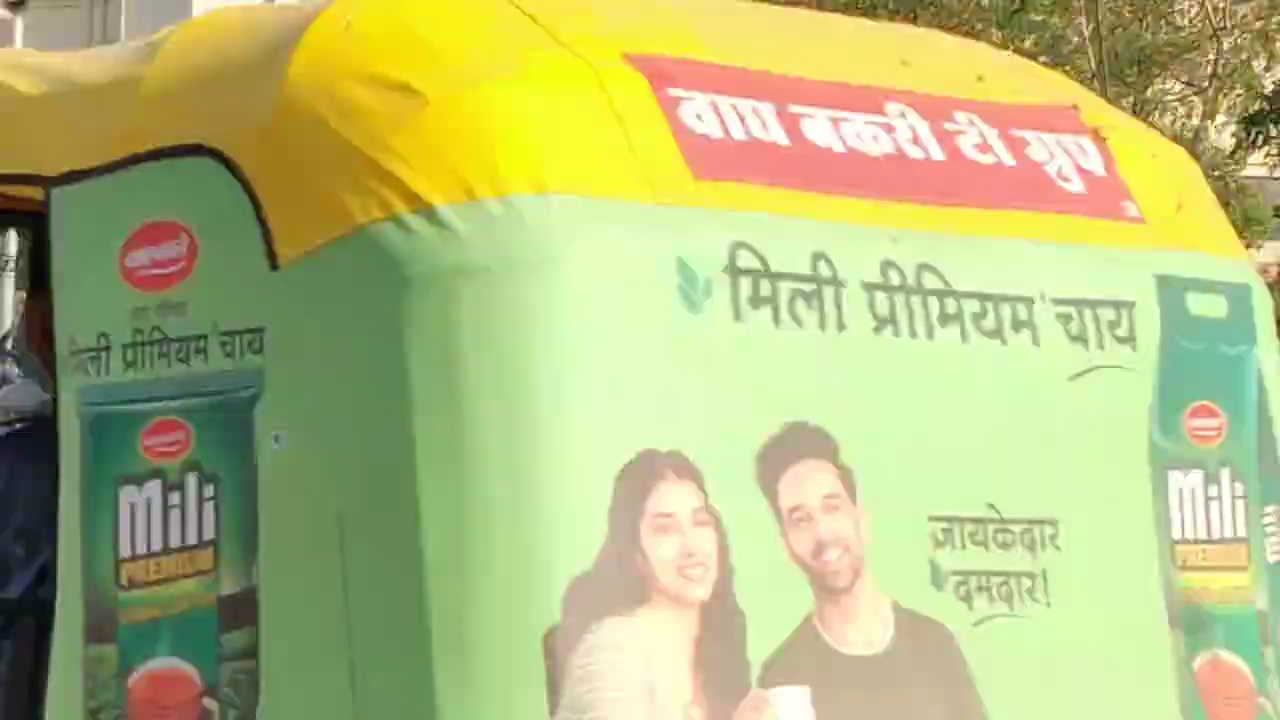 वाघ बकरी टी ग्रुप
मिली प्रीमियम चाय
मिली प्रीमियम चाय
Mili
PREMIUM
Mili
PREMIUM
ज़ायकेदार
दमदार!